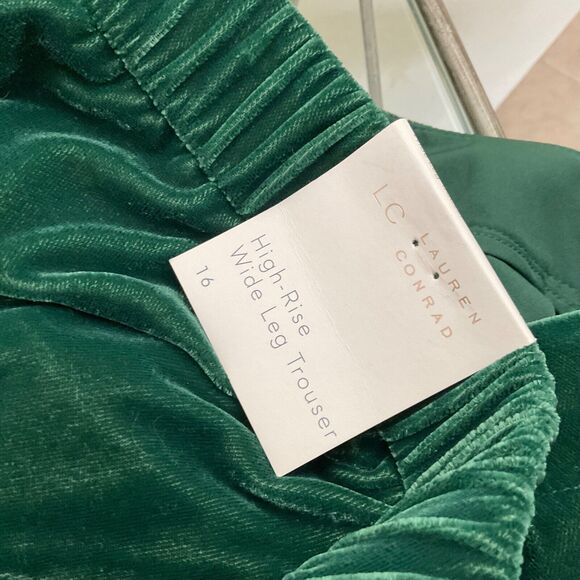 LC
LAUREN
CONRAD
High-Rise
Wide Leg Trouser
16